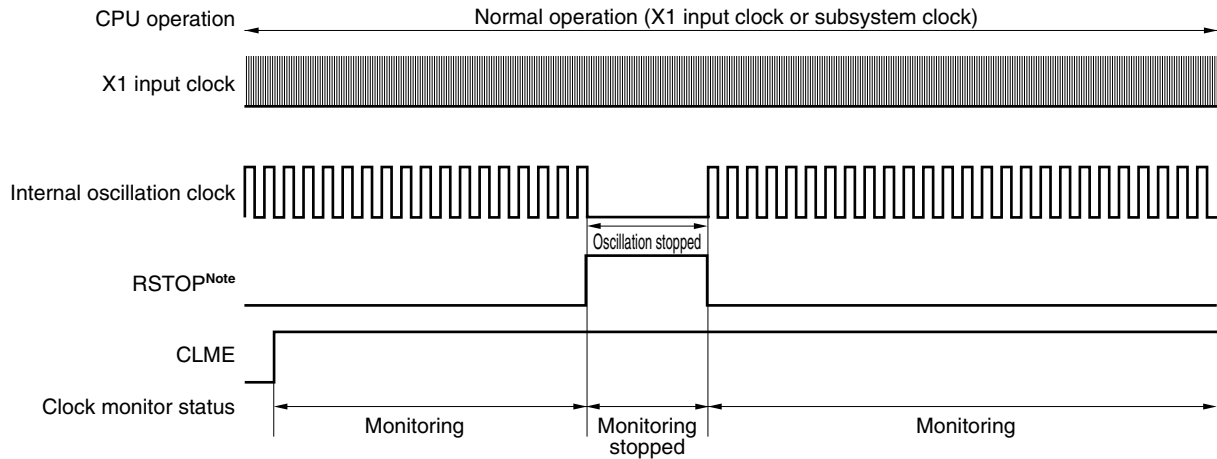 CPU operation
Normal operation (X1 input clock or subsystem clock)
X1 input clock
Internal oscillation clock
Oscillation stopped
RSTOPNote
CLME
Clock monitor status
Monitoring
Monitoring
stopped
Monitoring